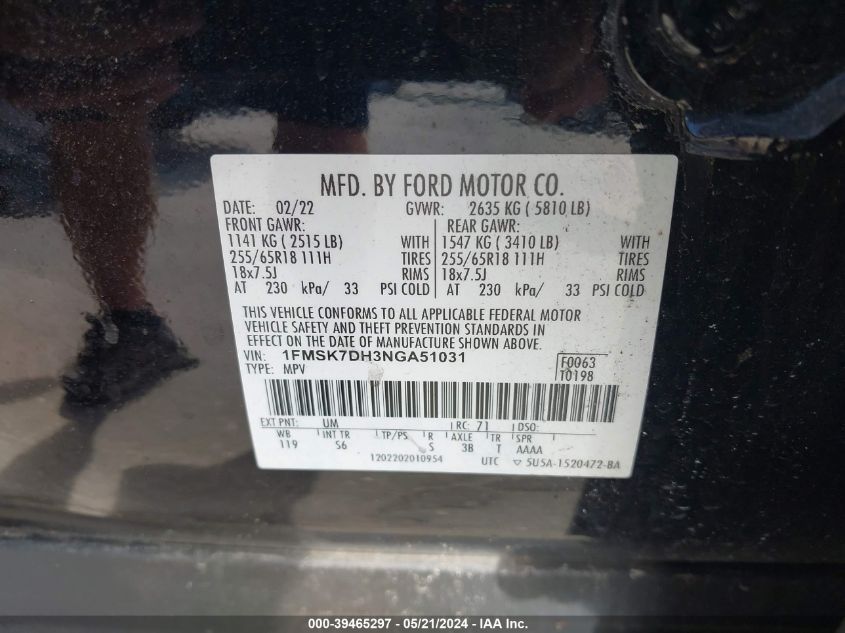 MFD. BY FORD MOTOR CO.
DATE: 02/22 GVWR: 2635 KG ( 5810 LB)
FRONT GAWR: REAR GAWR:
1141 KG ( 2515 LB) WITH 1547 KG ( 3410 LB) WITH
255/65R18 111H TIRES 255/65R18 111H TIRES
18x7.5J RIMS 18x7.5J RIMS
AT 230 kPa/ 33 PSI COLD AT 230 kPa/ 33 PSI COLD
THIS VEHICLE CONFORMS TO ALL APPLICABLE FEDERAL MOTOR
VEHICLE SAFETY AND THEFT PREVENTION STANDARDS IN
EFFECT ON THE DATE OF MANUFACTURE SHOWN ABOVE.
VIN: 1FMSK7DH3NGA51031 F0063
TYPE: MPV T0198
EXT PNT: UM RC: 71 DSO:
WB INT TR TP/PS R AXLE TR SPR
119 S6 S 3B T AAAA
1202202010954 UTC 5U5A-1520472-BA
000-39465297 - 05/21/2024 - IAAI.COM